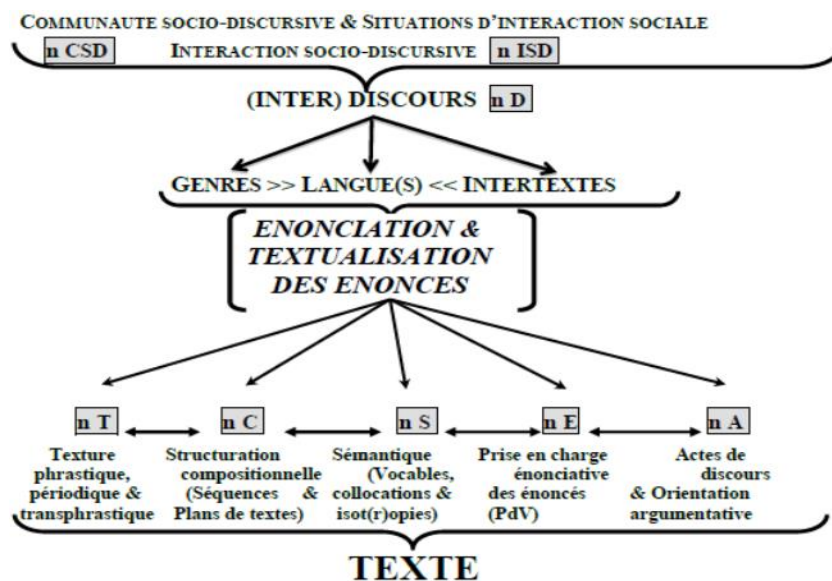 COMMUNAUTE SOCIO-DISCURSIVE & SITUATIONS D'INTERACTION SOCIALE
n CSD INTERACTION SOCIO-DISCURSIVE n ISD
(INTER) DISCOURS n D
GENRES >> LANGUE(S) << INTERTEXTES
ENONCIATION &
TEXTUALISATION
DES ENONCES
n T n C n S n E n A
Texture
phrastique,
périodique &
transphrastique
Structuration
compositionnelle
(Séquences &
Plans de textes)
Sémantique
(Vocables,
collocations &
isot(r)opies)
Prise en charge
énonciative
des énoncés
(PdV)
Actes de
discours
& Orientation
argumentative
TEXTE